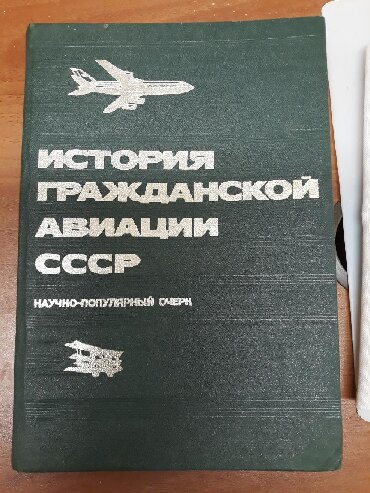 ИСТОРИЯ
ГРАЖДАНСКОЙ
АВИАЦИИ
СССР
НАУЧНО-ПОПУЛЯРНЫЙ ОЧЕРК